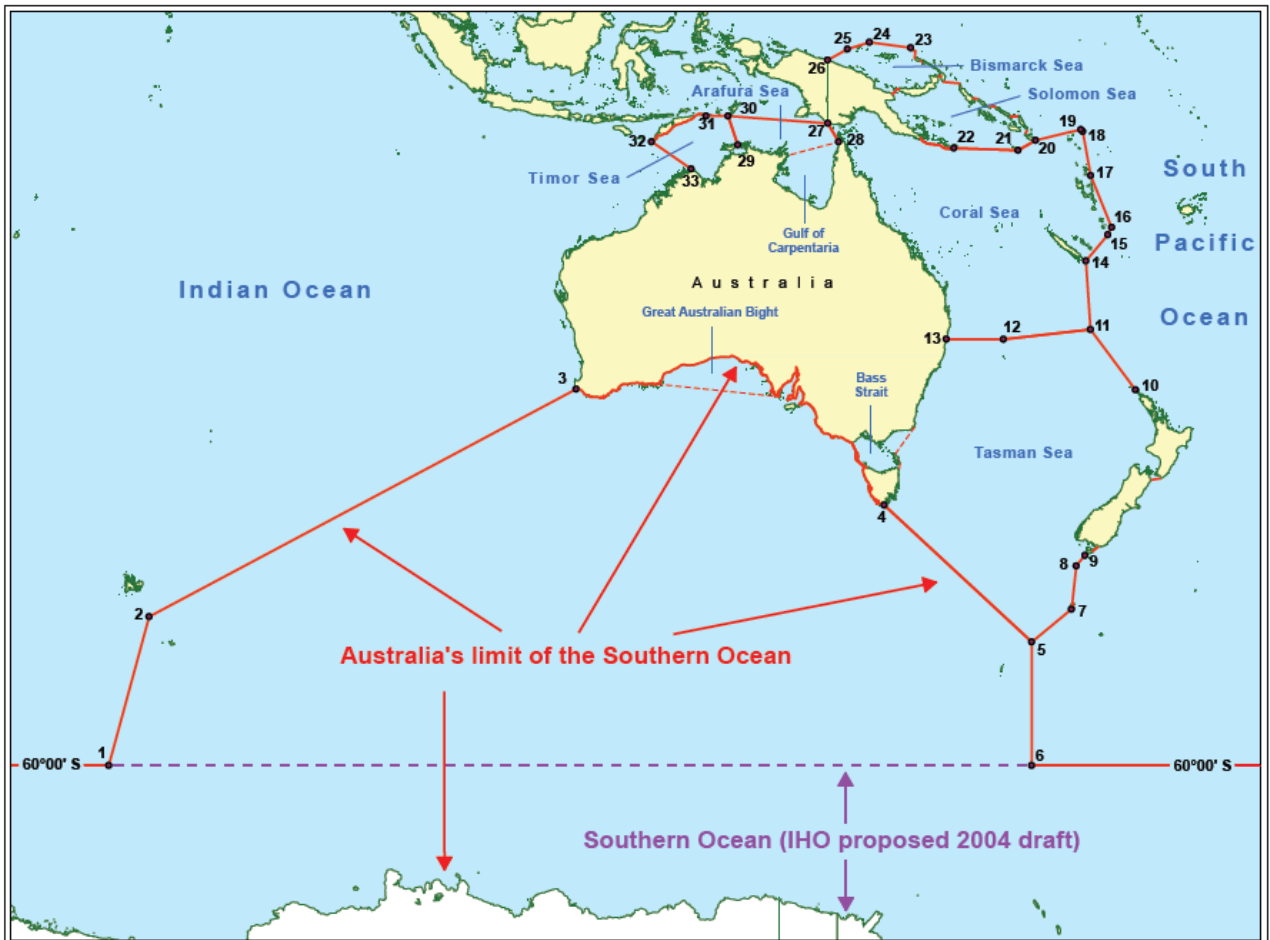 25
24
23
26
Bismarck Sea
Arafura Sea
Solomon Sea
30
31
27
19
18
32
28
22
21
20
29
33
17
Timor Sea
South
Coral Sea
16
15
Gulf of
Carpentaria
Pacific
14
Australia
Indian Ocean
Great Australian Bight
Ocean
11
13
12
3
Bass
Strait
10
Tasman Sea
4
8
9
2
7
5
Australia's limit of the Southern Ocean
1
6
60°00' S
60°00' S
Southern Ocean (IHO proposed 2004 draft)